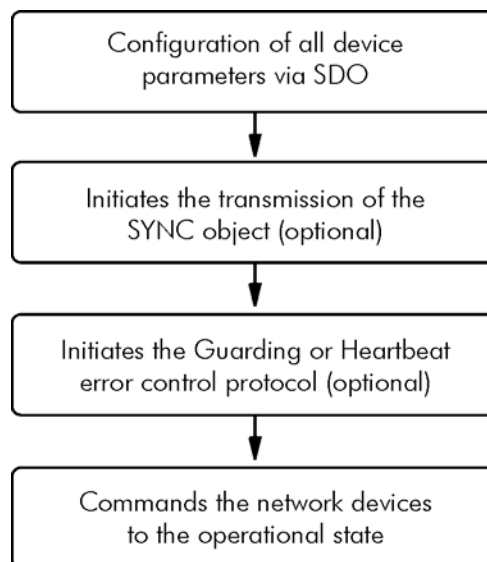 Configuration of all device
parameters via SDO
Initiates the transmission of the
SYNC object (optional)
Initiates the Guarding or Heartbeat
error control protocol (optional)
Commands the network devices
to the operational state